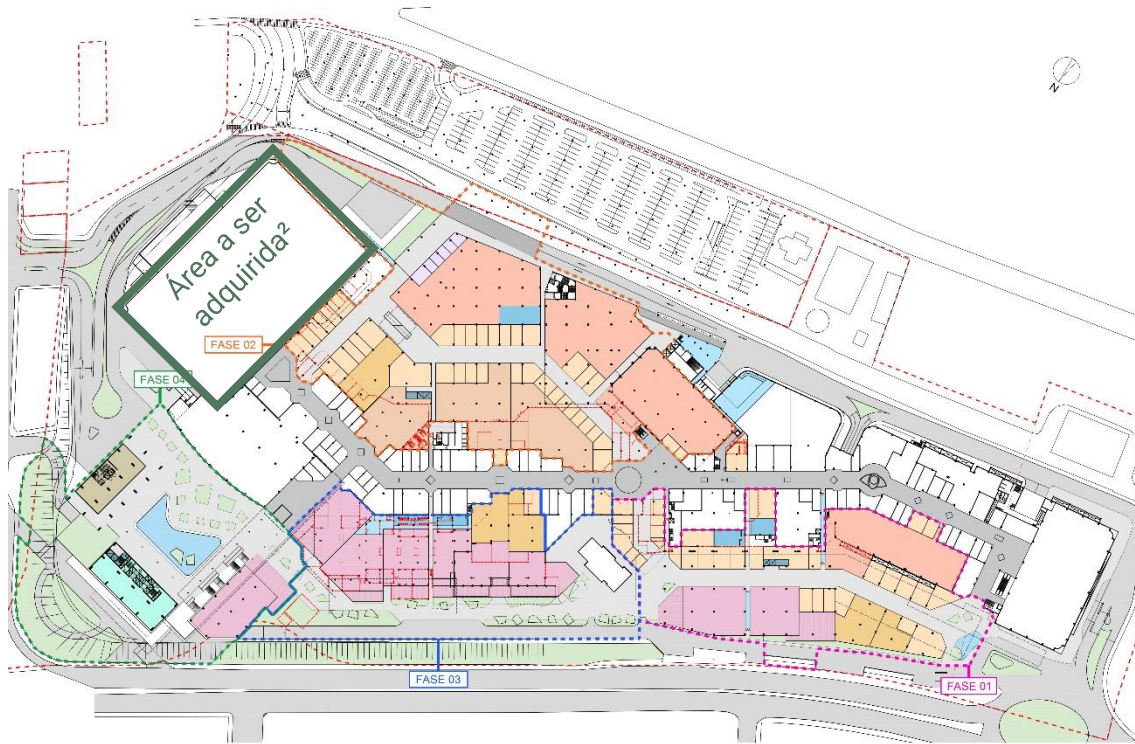 N
Área a ser
adquirida²
FASE 02
FASE 04
FASE 03
FASE 01